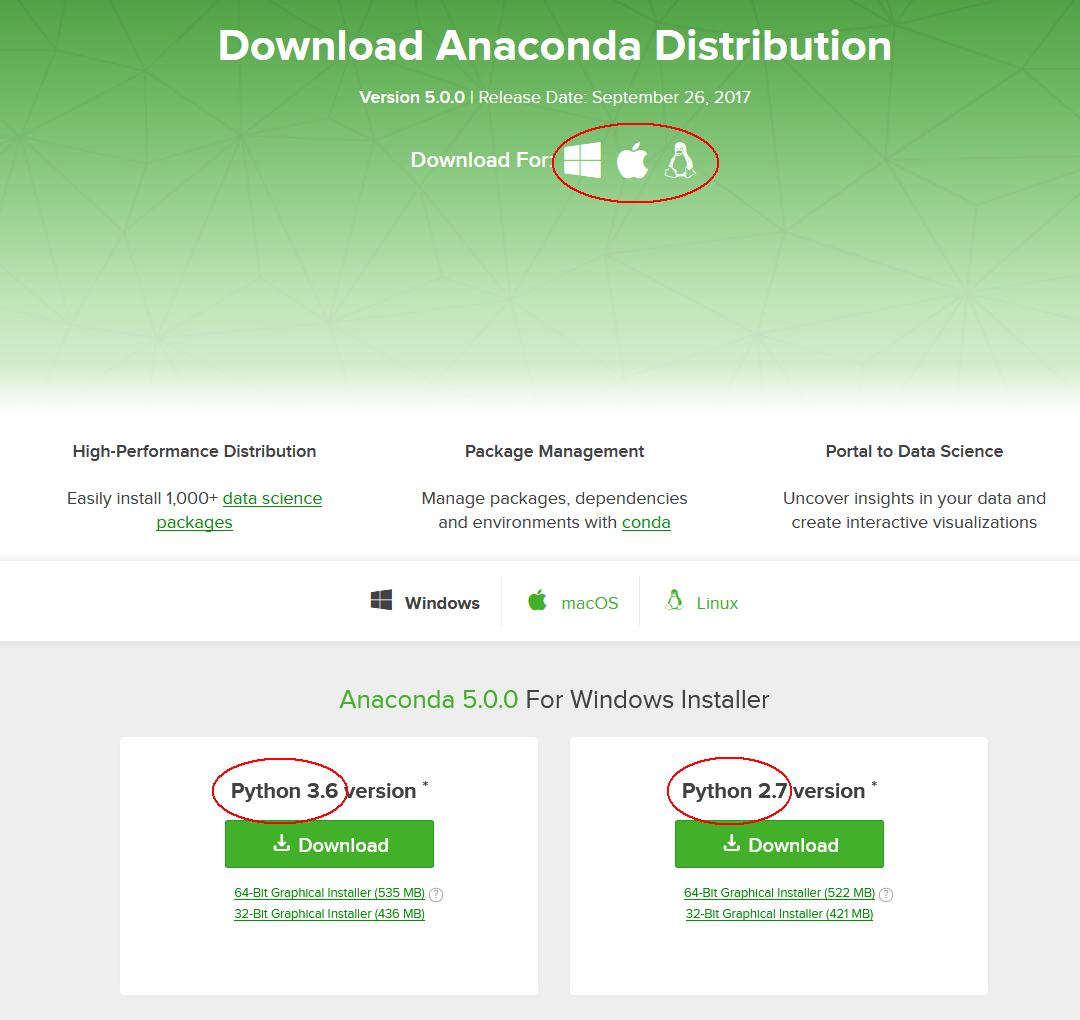 Download Anaconda Distribution
Version 5.0.0 | Release Date: September 26, 2017
Download For:
High-Performance Distribution
Easily install 1,000+ data science
packages
Package Management
Manage packages, dependencies
and environments with conda
Portal to Data Science
Uncover insights in your data and
create interactive visualizations
Windows
macOS
Linux
Anaconda 5.0.0 For Windows Installer
Python 3.6 version *
Download
64-Bit Graphical Installer (535 MB) ?
32-Bit Graphical Installer (436 MB)
Python 2.7 version *
Download
64-Bit Graphical Installer (522 MB) ?
32-Bit Graphical Installer (421 MB)